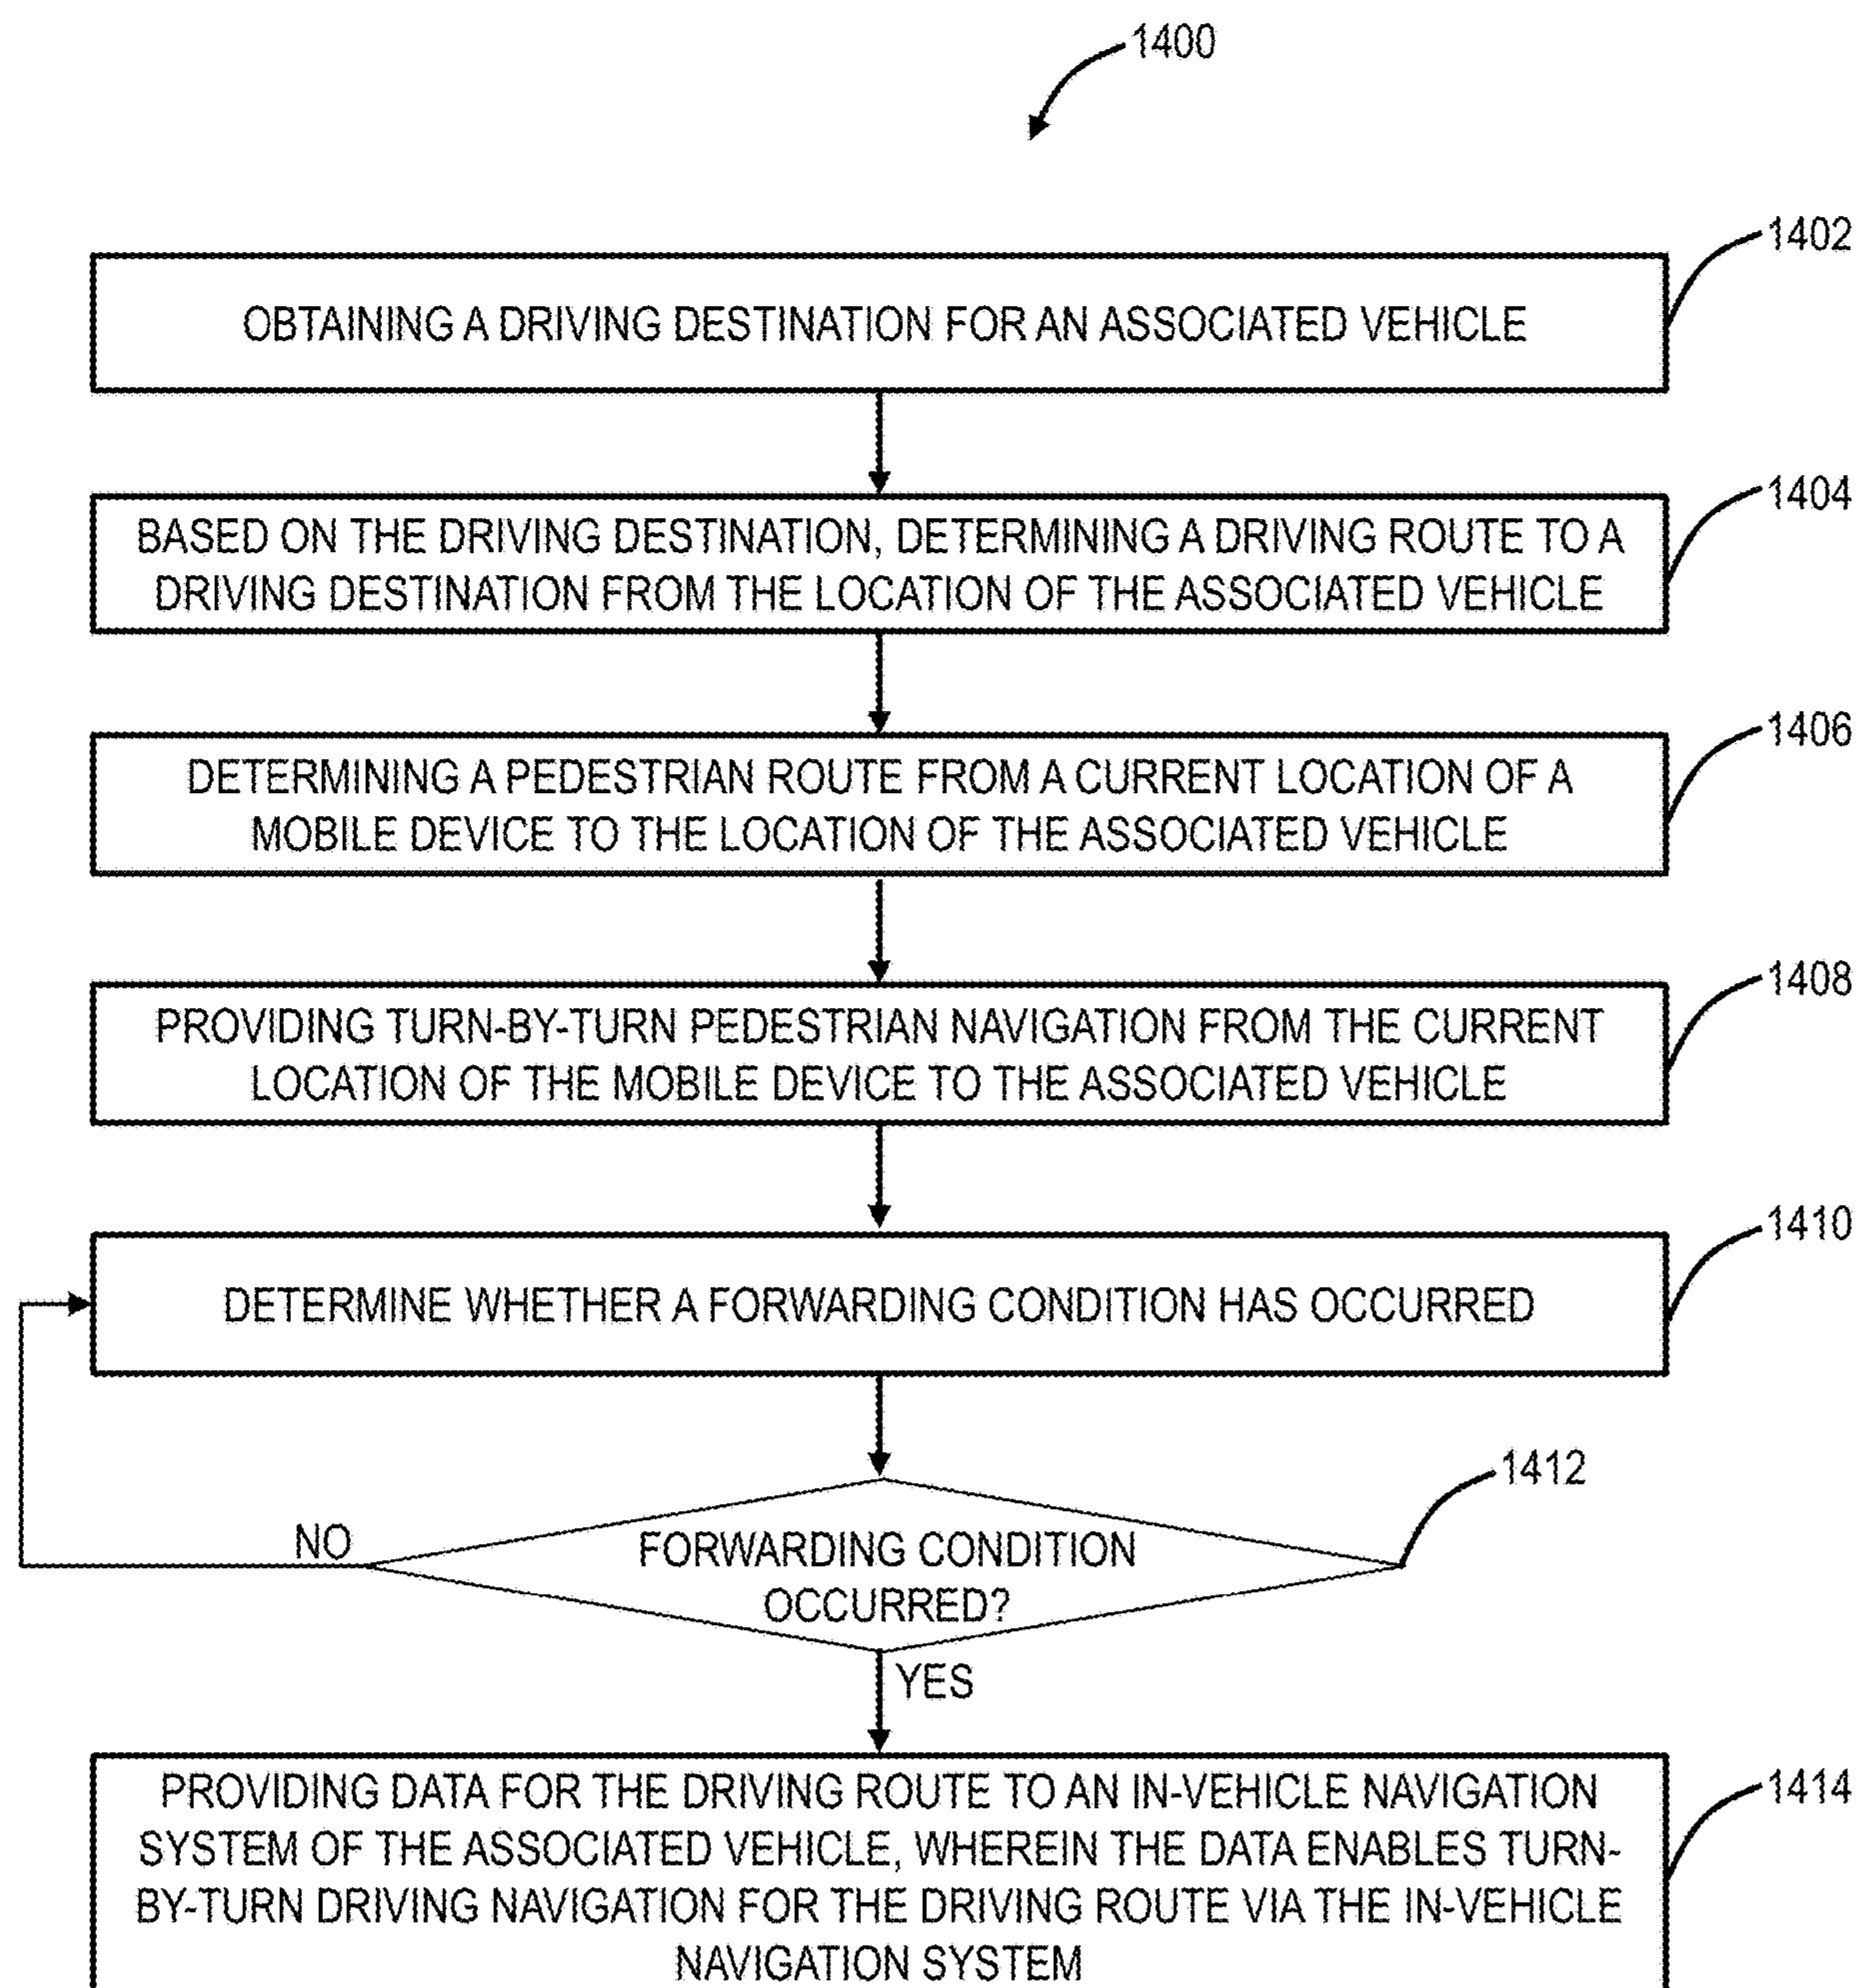 1400
1402
OBTAINING A DRIVING DESTINATION FOR AN ASSOCIATED VEHICLE
1404
BASED ON THE DRIVING DESTINATION, DETERMINING A DRIVING ROUTE TO A
DRIVING DESTINATION FROM THE LOCATION OF THE ASSOCIATED VEHICLE
1406
DETERMINING A PEDESTRIAN ROUTE FROM A CURRENT LOCATION OF A
MOBILE DEVICE TO THE LOCATION OF THE ASSOCIATED VEHICLE
1408
PROVIDING TURN-BY-TURN PEDESTRIAN NAVIGATION FROM THE CURRENT
LOCATION OF THE MOBILE DEVICE TO THE ASSOCIATED VEHICLE
1410
DETERMINE WHETHER A FORWARDING CONDITION HAS OCCURRED
1412
NO
FORWARDING CONDITION
OCCURRED?
YES
1414
PROVIDING DATA FOR THE DRIVING ROUTE TO AN IN-VEHICLE NAVIGATION
SYSTEM OF THE ASSOCIATED VEHICLE, WHEREIN THE DATA ENABLES TURN-
BY-TURN DRIVING NAVIGATION FOR THE DRIVING ROUTE VIA THE IN-VEHICLE
NAVIGATION SYSTEM